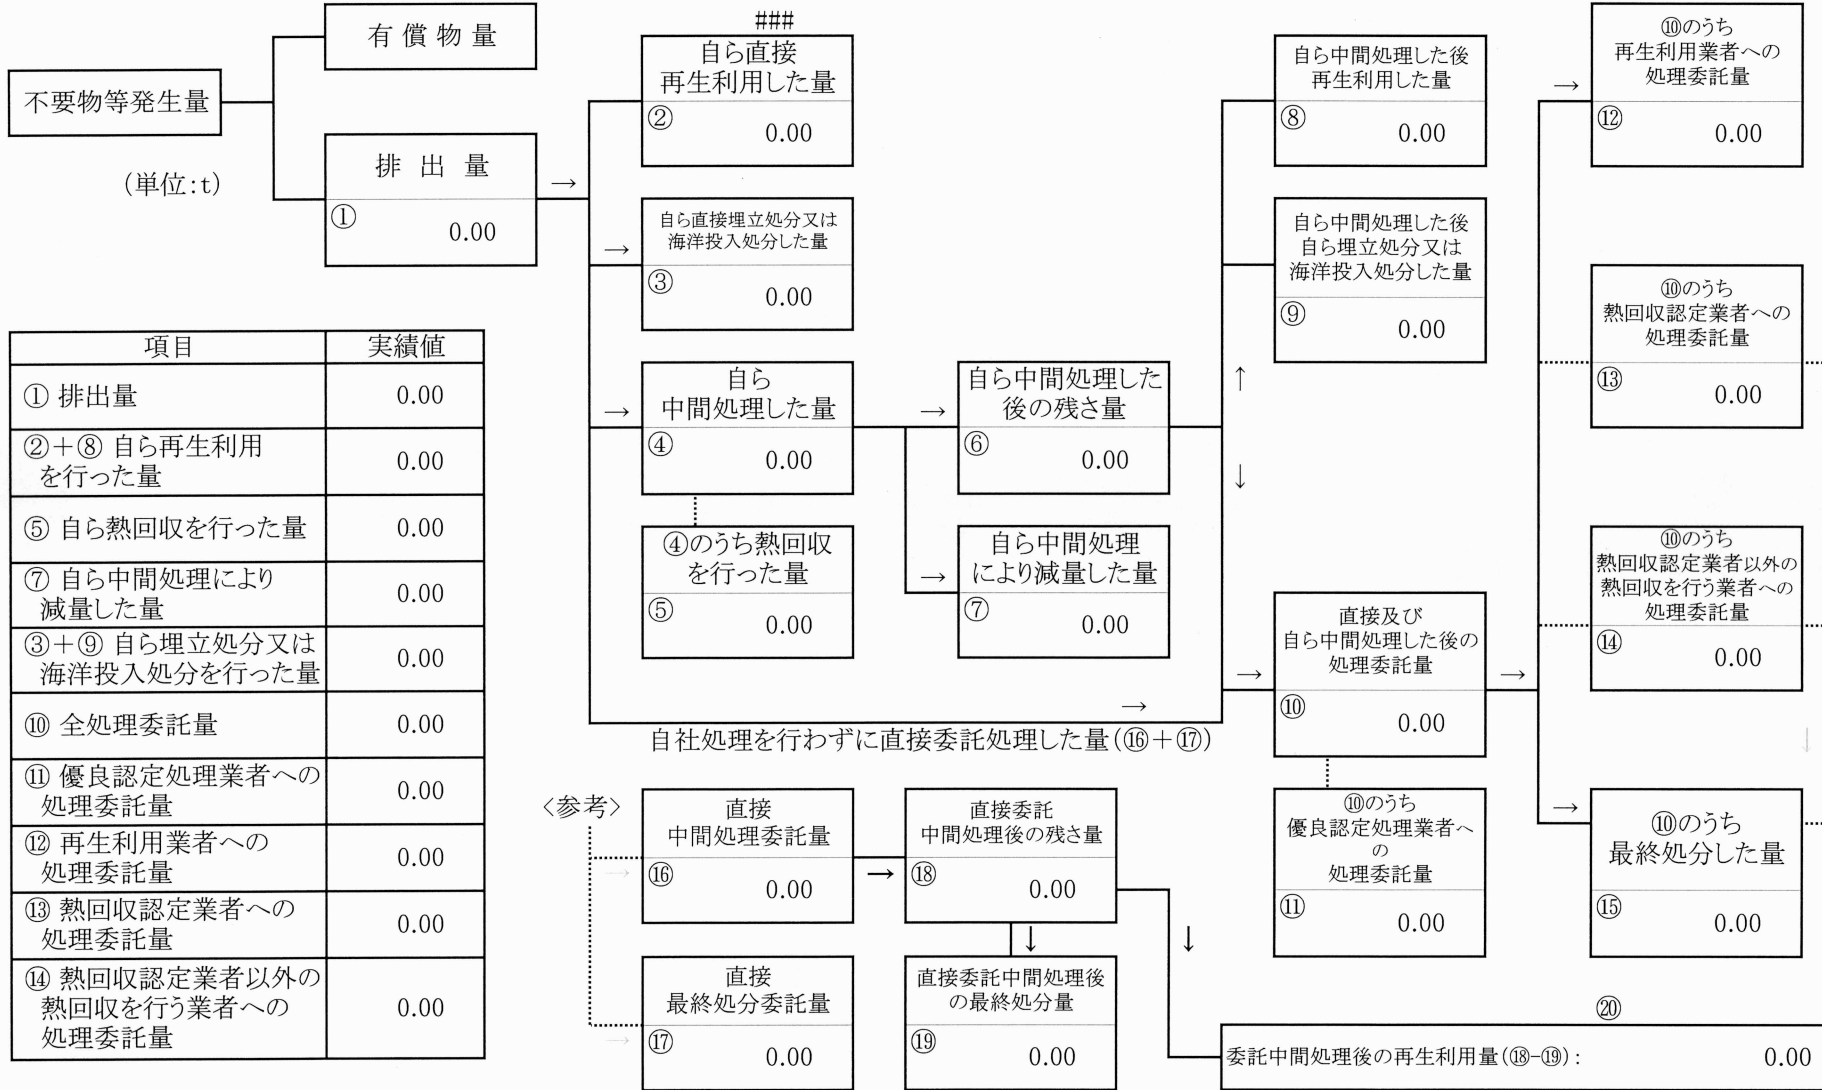 不要物等発生量
(単位:t)
有償物量
排出量
①
0.00
###
自ら直接
再生利用した量
②
0.00
自ら直接埋立処分又は
海洋投入処分した量
③
0.00
自ら
中間処理した量
④
0.00
④のうち熱回収
を行った量
⑤
0.00
自ら中間処理した
後の残さ量
⑥
0.00
自ら中間処理
により減量した量
⑦
0.00
自ら中間処理した後
再生利用した量
⑧
0.00
自ら中間処理した後
自ら埋立処分又は
海洋投入処分した量
⑨
0.00
直接及び
自ら中間処理した後の
処理委託量
⑩
0.00
⑩のうち
優良認定処理業者へ
の
処理委託量
⑪
0.00
⑩のうち
再生利用業者への
処理委託量
⑫
0.00
⑩のうち
熱回収認定業者への
処理委託量
⑬
0.00
⑩のうち
熱回収認定業者以外の
熱回収を行う業者への
処理委託量
⑭
0.00
⑩のうち
最終処分した量
⑮
0.00
自社処理を行わずに直接委託処理した量(⑯+⑰)
〈参考〉
直接
中間処理委託量
⑯
0.00
直接
最終処分委託量
⑰
0.00
直接委託
中間処理後の残さ量
⑱
0.00
直接委託中間処理後
の最終処分量
⑲
0.00
⑳
委託中間処理後の再生利用量(⑱-⑲): 0.00
項目 実績値
① 排出量 0.00
②+⑧ 自ら再生利用
を行った量 0.00
⑤ 自ら熱回収を行った量 0.00
⑦ 自ら中間処理により
減量した量 0.00
③+⑨ 自ら埋立処分又は
海洋投入処分を行った量 0.00
⑩ 全処理委託量 0.00
⑪ 優良認定処理業者への
処理委託量 0.00
⑫ 再生利用業者への
処理委託量 0.00
⑬ 熱回収認定業者への
処理委託量 0.00
⑭ 熱回収認定業者以外の
熱回収を行う業者への
処理委託量 0.00